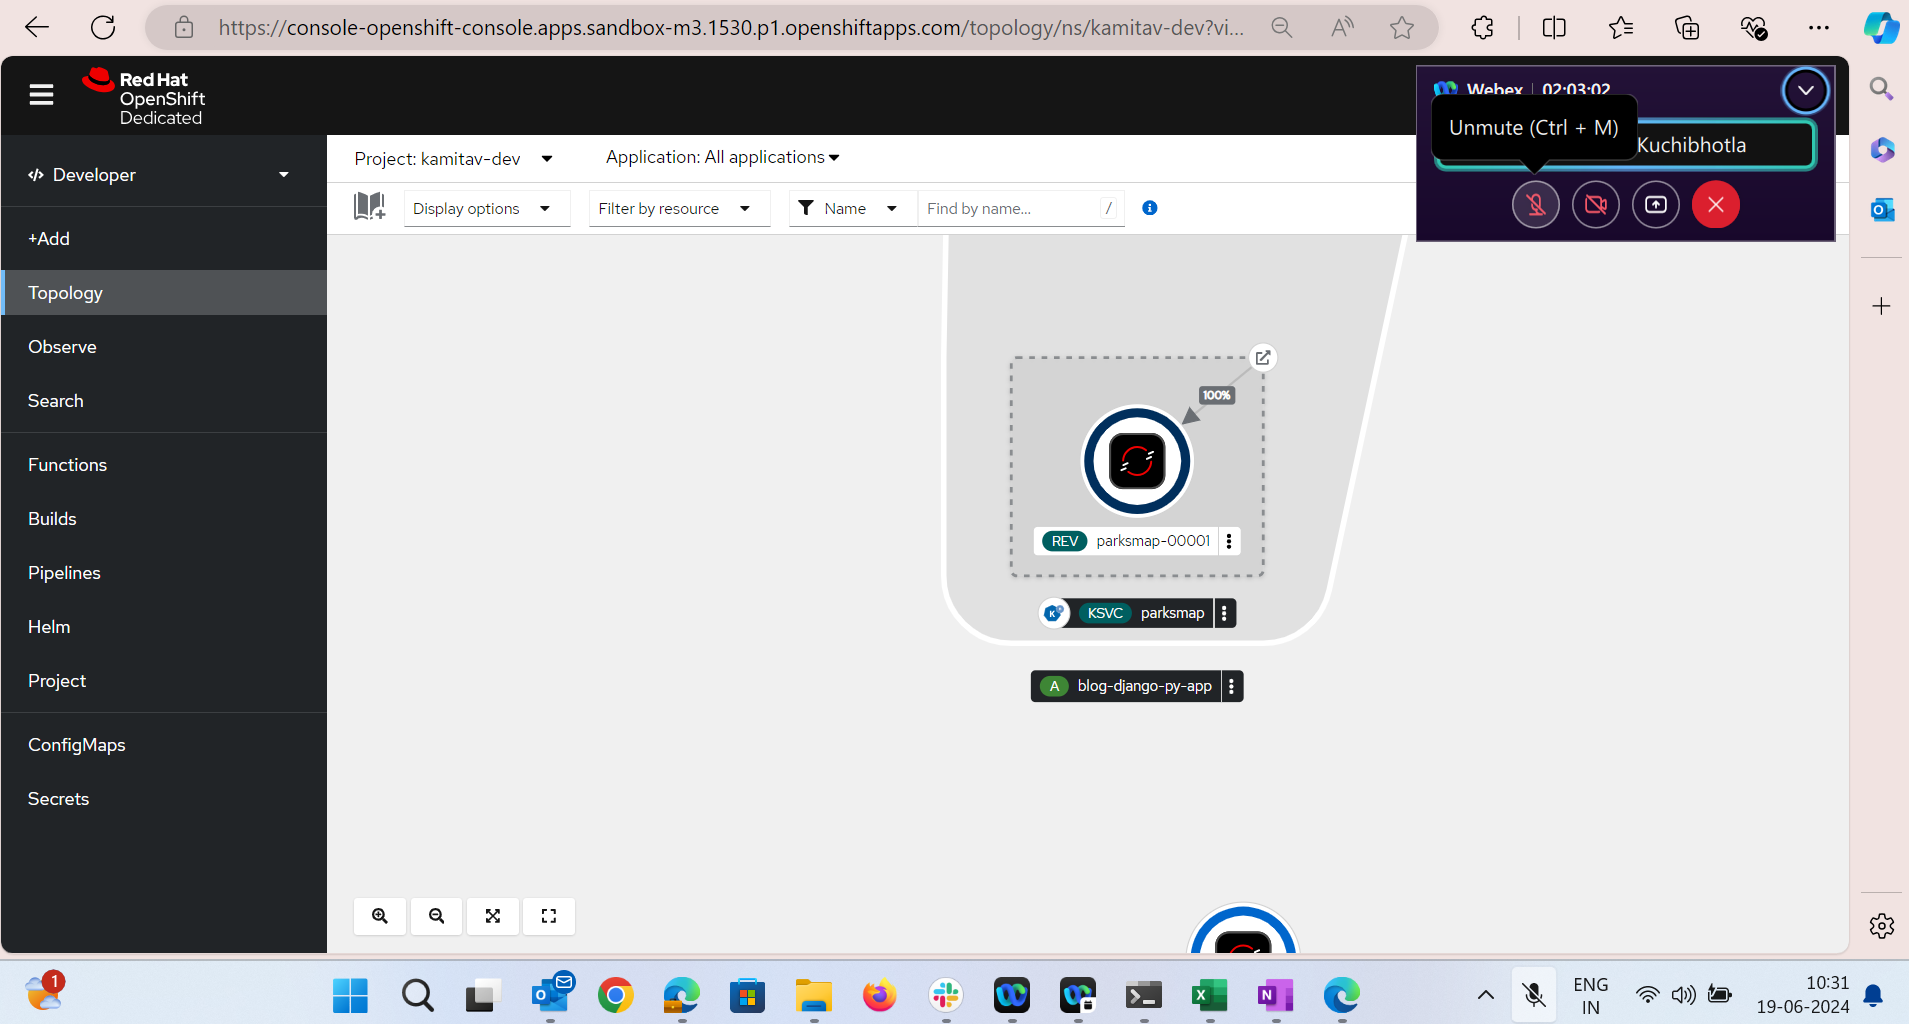 https://console-openshift-console.apps.sandbox-m3.1530.p1.openshiftapps.com/topology/ns/kamitav-dev?vi...
Red Hat
OpenShift
Dedicated
Webex | 02:03:02
Unmute (Ctrl + M)
Kuchibhotla
Developer
+Add
Topology
Observe
Search
Functions
Builds
Pipelines
Helm
Project
ConfigMaps
Secrets
Project: kamitav-dev
Application: All applications
Display options
Filter by resource
Name
Find by name...
/
100%
REV parksmap-00001
KSVC parksmap
A blog-django-py-app
1
ENG
IN
10:31
19-06-2024